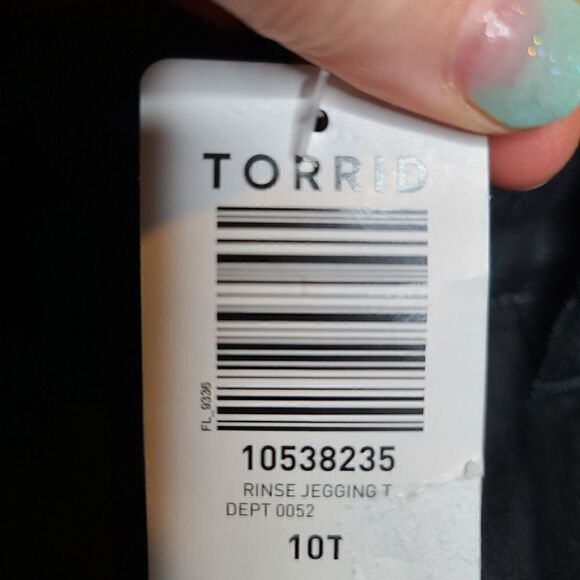 TORRID
FL_9336
10538235
RINSE JEGGING T
DEPT 0052
10T